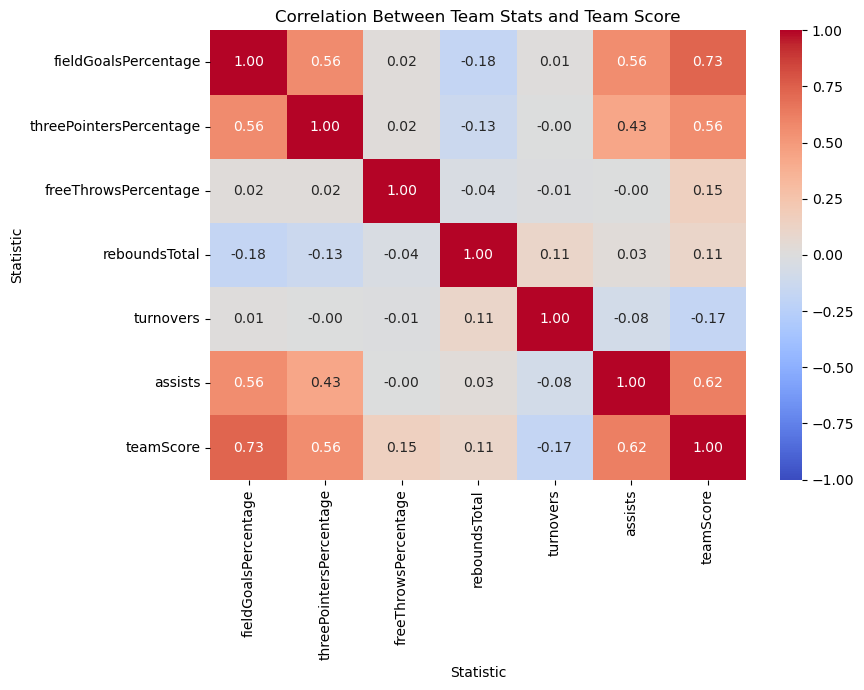 Correlation Between Team Stats and Team Score
Statistic
fieldGoalsPercentage 1.00 0.56 0.02 -0.18 0.01 0.56 0.73
threePointersPercentage 0.56 1.00 0.02 -0.13 -0.00 0.43 0.56
freeThrowsPercentage 0.02 0.02 1.00 -0.04 -0.01 -0.00 0.15
reboundsTotal -0.18 -0.13 -0.04 1.00 0.11 0.03 0.11
turnovers 0.01 -0.00 -0.01 0.11 1.00 -0.08 -0.17
assists 0.56 0.43 -0.00 0.03 -0.08 1.00 0.62
teamScore 0.73 0.56 0.15 0.11 -0.17 0.62 1.00
fieldGoalsPercentage
threePointersPercentage
freeThrowsPercentage
reboundsTotal
turnovers
assists
teamScore
Statistic
1.00
0.75
0.50
0.25
0.00
−0.25
−0.50
−0.75
−1.00